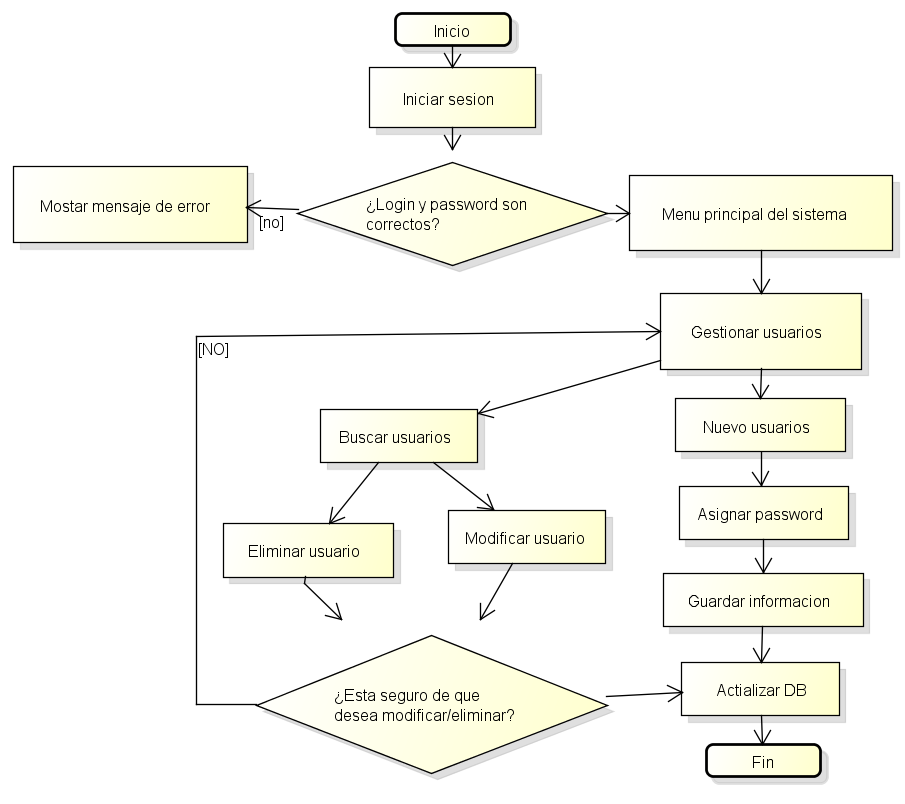 Inicio
Iniciar sesion
¿Login y password son
correctos?
Mostar mensaje de error
[no]
Menu principal del sistema
Gestionar usuarios
[NO]
Buscar usuarios
Nuevo usuarios
Eliminar usuario
Modificar usuario
Asignar password
Guardar informacion
¿Esta seguro de que
desea modificar/eliminar?
Actializar DB
Fin